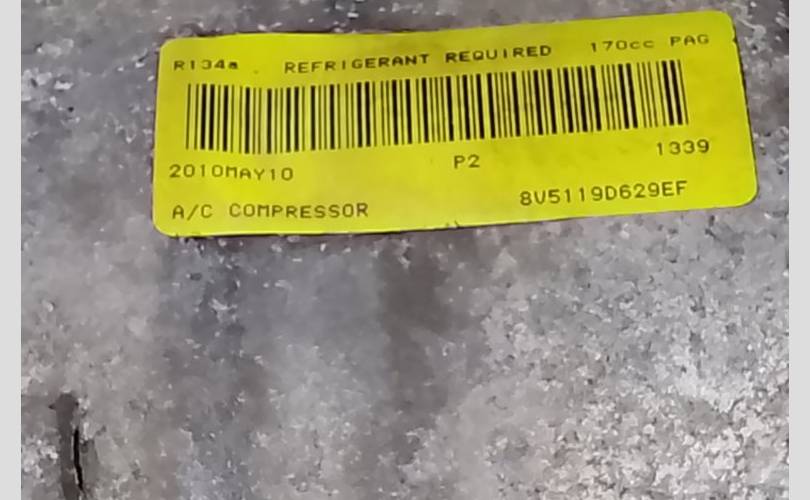 R134a . REFRIGERANT REQUIRED 170cc PAG
2010MAY10 P2 1339
A/C COMPRESSOR 8V5119D629EF